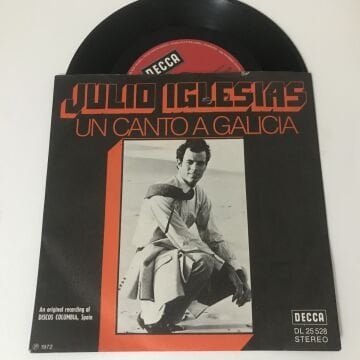 DECCA
JULIO IGLESIAS
UN CANTO A GALICIA
An original recording of
DISCOS COLUMBIA, Spain
℗ 1972
DECCA
DL 25 528
STEREO